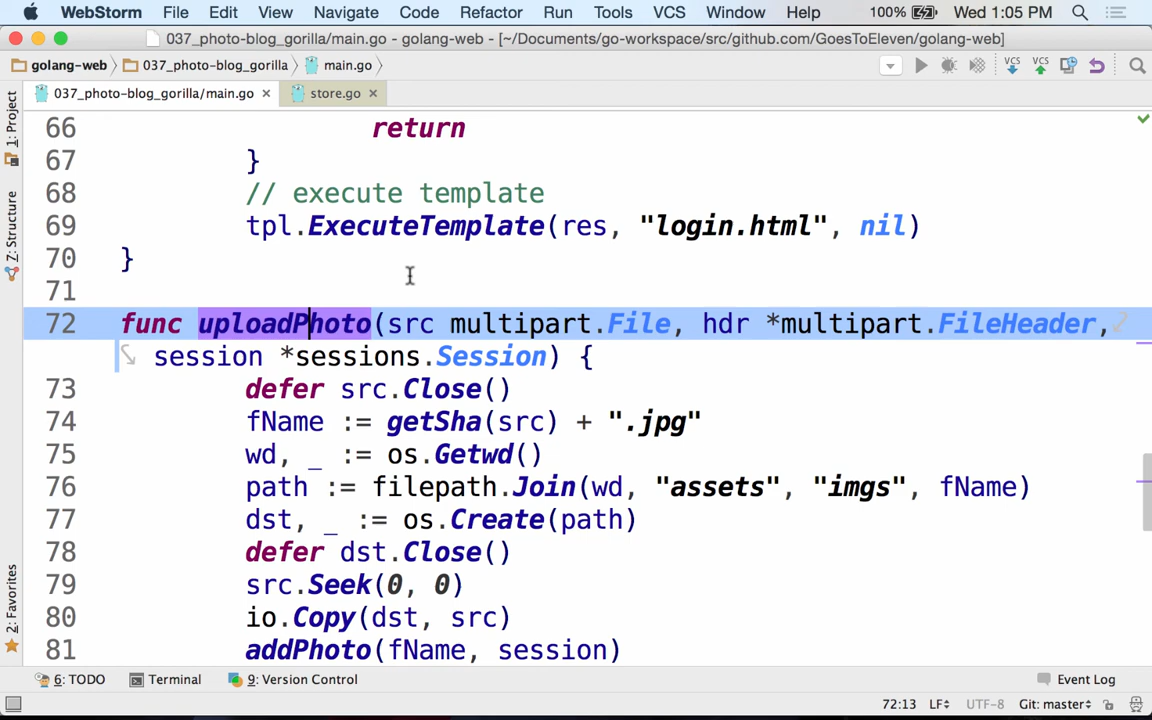 WebStorm File Edit View Navigate Code Refactor Run Tools VCS Window Help 100% Wed 1:05 PM
037_photo-blog_gorilla/main.go - golang-web - [~/Documents/go-workspace/src/github.com/GoesToEleven/golang-web]
golang-web 037_photo-blog_gorilla main.go VCS VCS
037_photo-blog_gorilla/main.go store.go
1: Project
Z: Structure
2: Favorites
66 return
67 }
68 // execute template
69 tpl.ExecuteTemplate(res, "login.html", nil)
70 }
71
72 func uploadPhoto(src multipart.File, hdr *multipart.FileHeader,
session *sessions.Session) {
73 defer src.Close()
74 fName := getSha(src) + ".jpg"
75 wd, _ := os.Getwd()
76 path := filepath.Join(wd, "assets", "imgs", fName)
77 dst, _ := os.Create(path)
78 defer dst.Close()
79 src.Seek(0, 0)
80 io.Copy(dst, src)
81 addPhoto(fName, session)
6: TODO Terminal 9: Version Control Event Log
72:13 LF UTF-8 Git: master